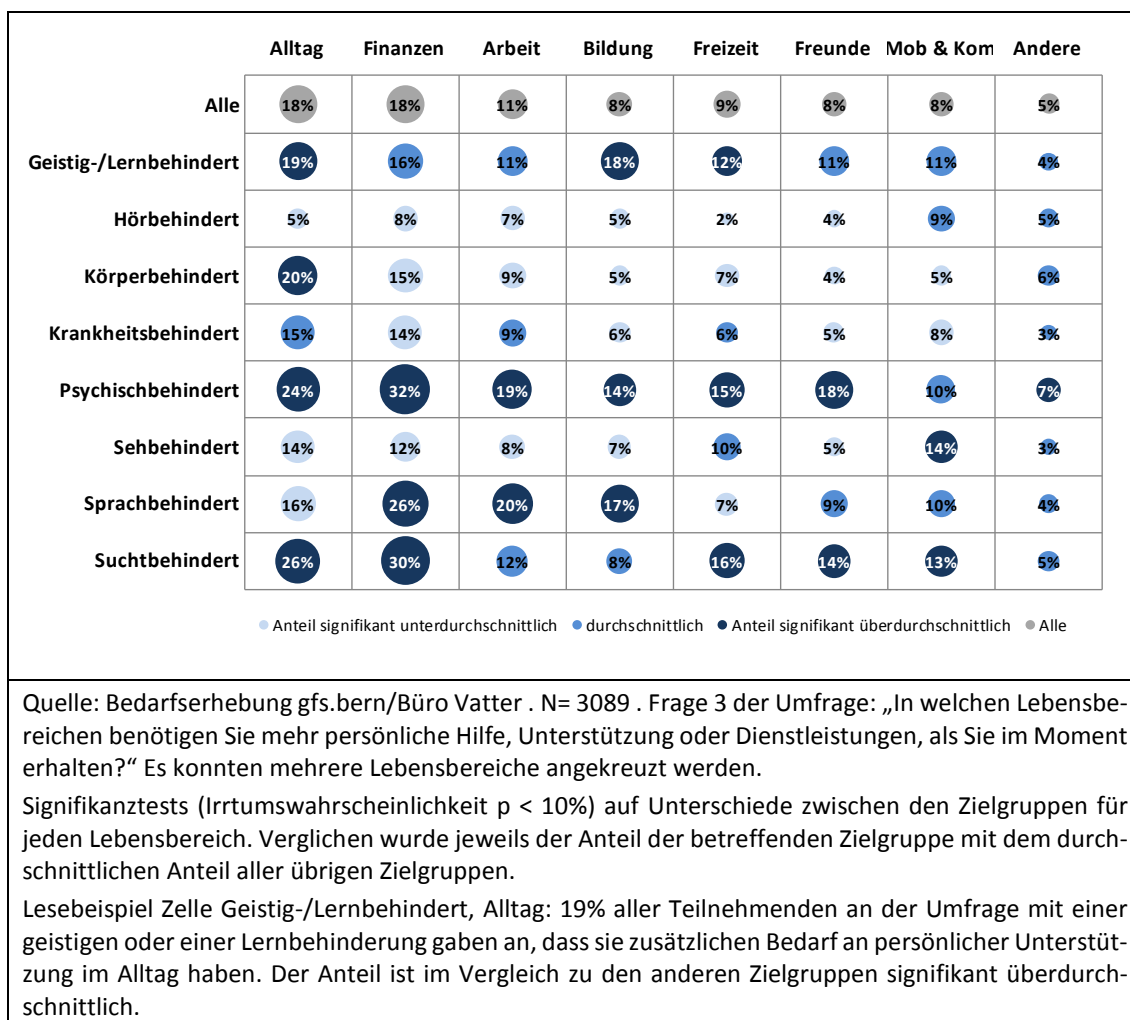 Alltag Finanzen Arbeit Bildung Freizeit Freunde Mob & Kom Andere
Alle 18% 18% 11% 8% 9% 8% 8% 5%
Geistig-/Lernbehindert 19% 16% 11% 18% 12% 11% 11% 4%
Hörbehindert 5% 8% 7% 5% 2% 4% 9% 5%
Körperbehindert 20% 15% 9% 5% 7% 4% 5% 6%
Krankheitsbehindert 15% 14% 9% 6% 6% 5% 8% 3%
Psychischbehindert 24% 32% 19% 14% 15% 18% 10% 7%
Sehbehindert 14% 12% 8% 7% 10% 5% 14% 3%
Sprachbehindert 16% 26% 20% 17% 7% 9% 10% 4%
Suchtbehindert 26% 30% 12% 8% 16% 14% 13% 5%
Anteil signifikant unterdurchschnittlich durchschnittlich Anteil signifikant überdurchschnittlich Alle
Quelle: Bedarfserhebung gfs.bern/Büro Vatter . N= 3089 . Frage 3 der Umfrage: „In welchen Lebensbe-
reichen benötigen Sie mehr persönliche Hilfe, Unterstützung oder Dienstleistungen, als Sie im Moment
erhalten?“ Es konnten mehrere Lebensbereiche angekreuzt werden.
Signifikanztests (Irrtumswahrscheinlichkeit p < 10%) auf Unterschiede zwischen den Zielgruppen für
jeden Lebensbereich. Verglichen wurde jeweils der Anteil der betreffenden Zielgruppe mit dem durch-
schnittlichen Anteil aller übrigen Zielgruppen.
Lesebeispiel Zelle Geistig-/Lernbehindert, Alltag: 19% aller Teilnehmenden an der Umfrage mit einer
geistigen oder einer Lernbehinderung gaben an, dass sie zusätzlichen Bedarf an persönlicher Unterstüt-
zung im Alltag haben. Der Anteil ist im Vergleich zu den anderen Zielgruppen signifikant überdurch-
schnittlich.